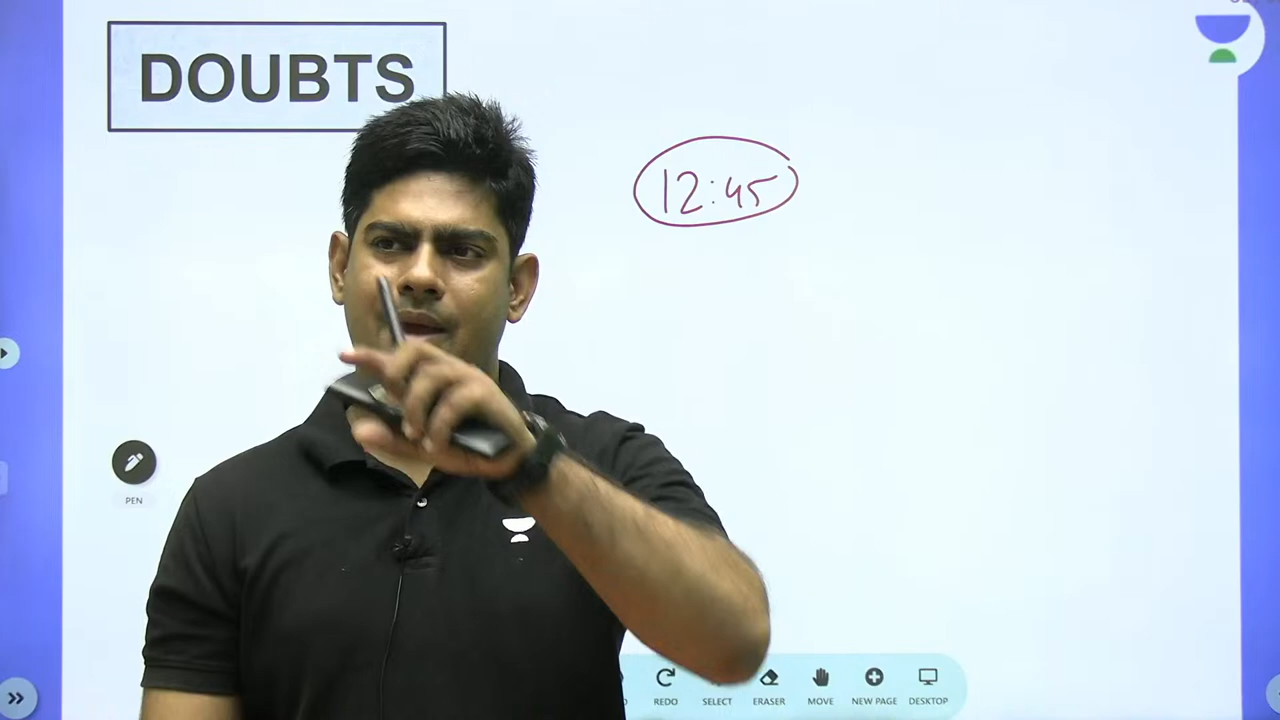 DOUBTS
12:45
PEN
REDO
SELECT
ERASER
MOVE
NEW PAGE
DESKTOP